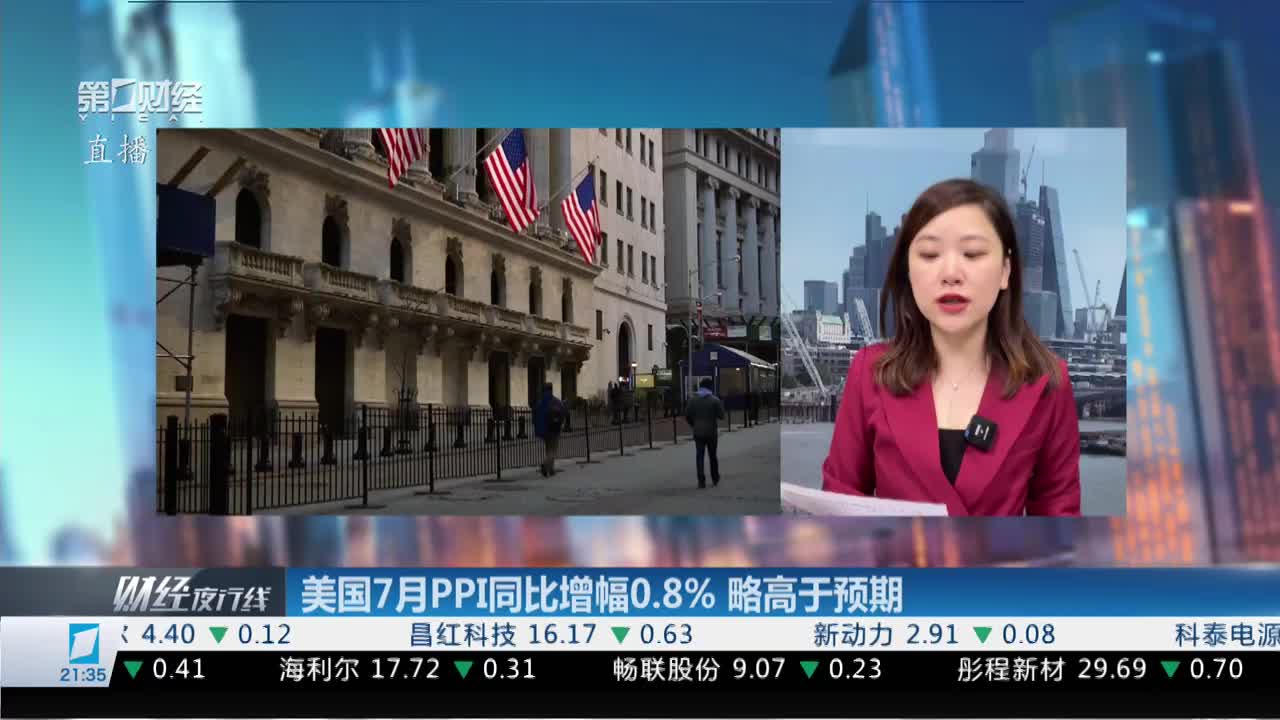 第一财经
YICAI
直播
财经夜行线
美国7月PPI同比增幅0.8% 略高于预期
4.40 ▼ 0.12 昌红科技 16.17 ▼ 0.63 新动力 2.91 ▼ 0.08 科泰电源
21:35
▼ 0.41 海利尔 17.72 ▼ 0.31 畅联股份 9.07 ▼ 0.23 彤程新材 29.69 ▼ 0.70